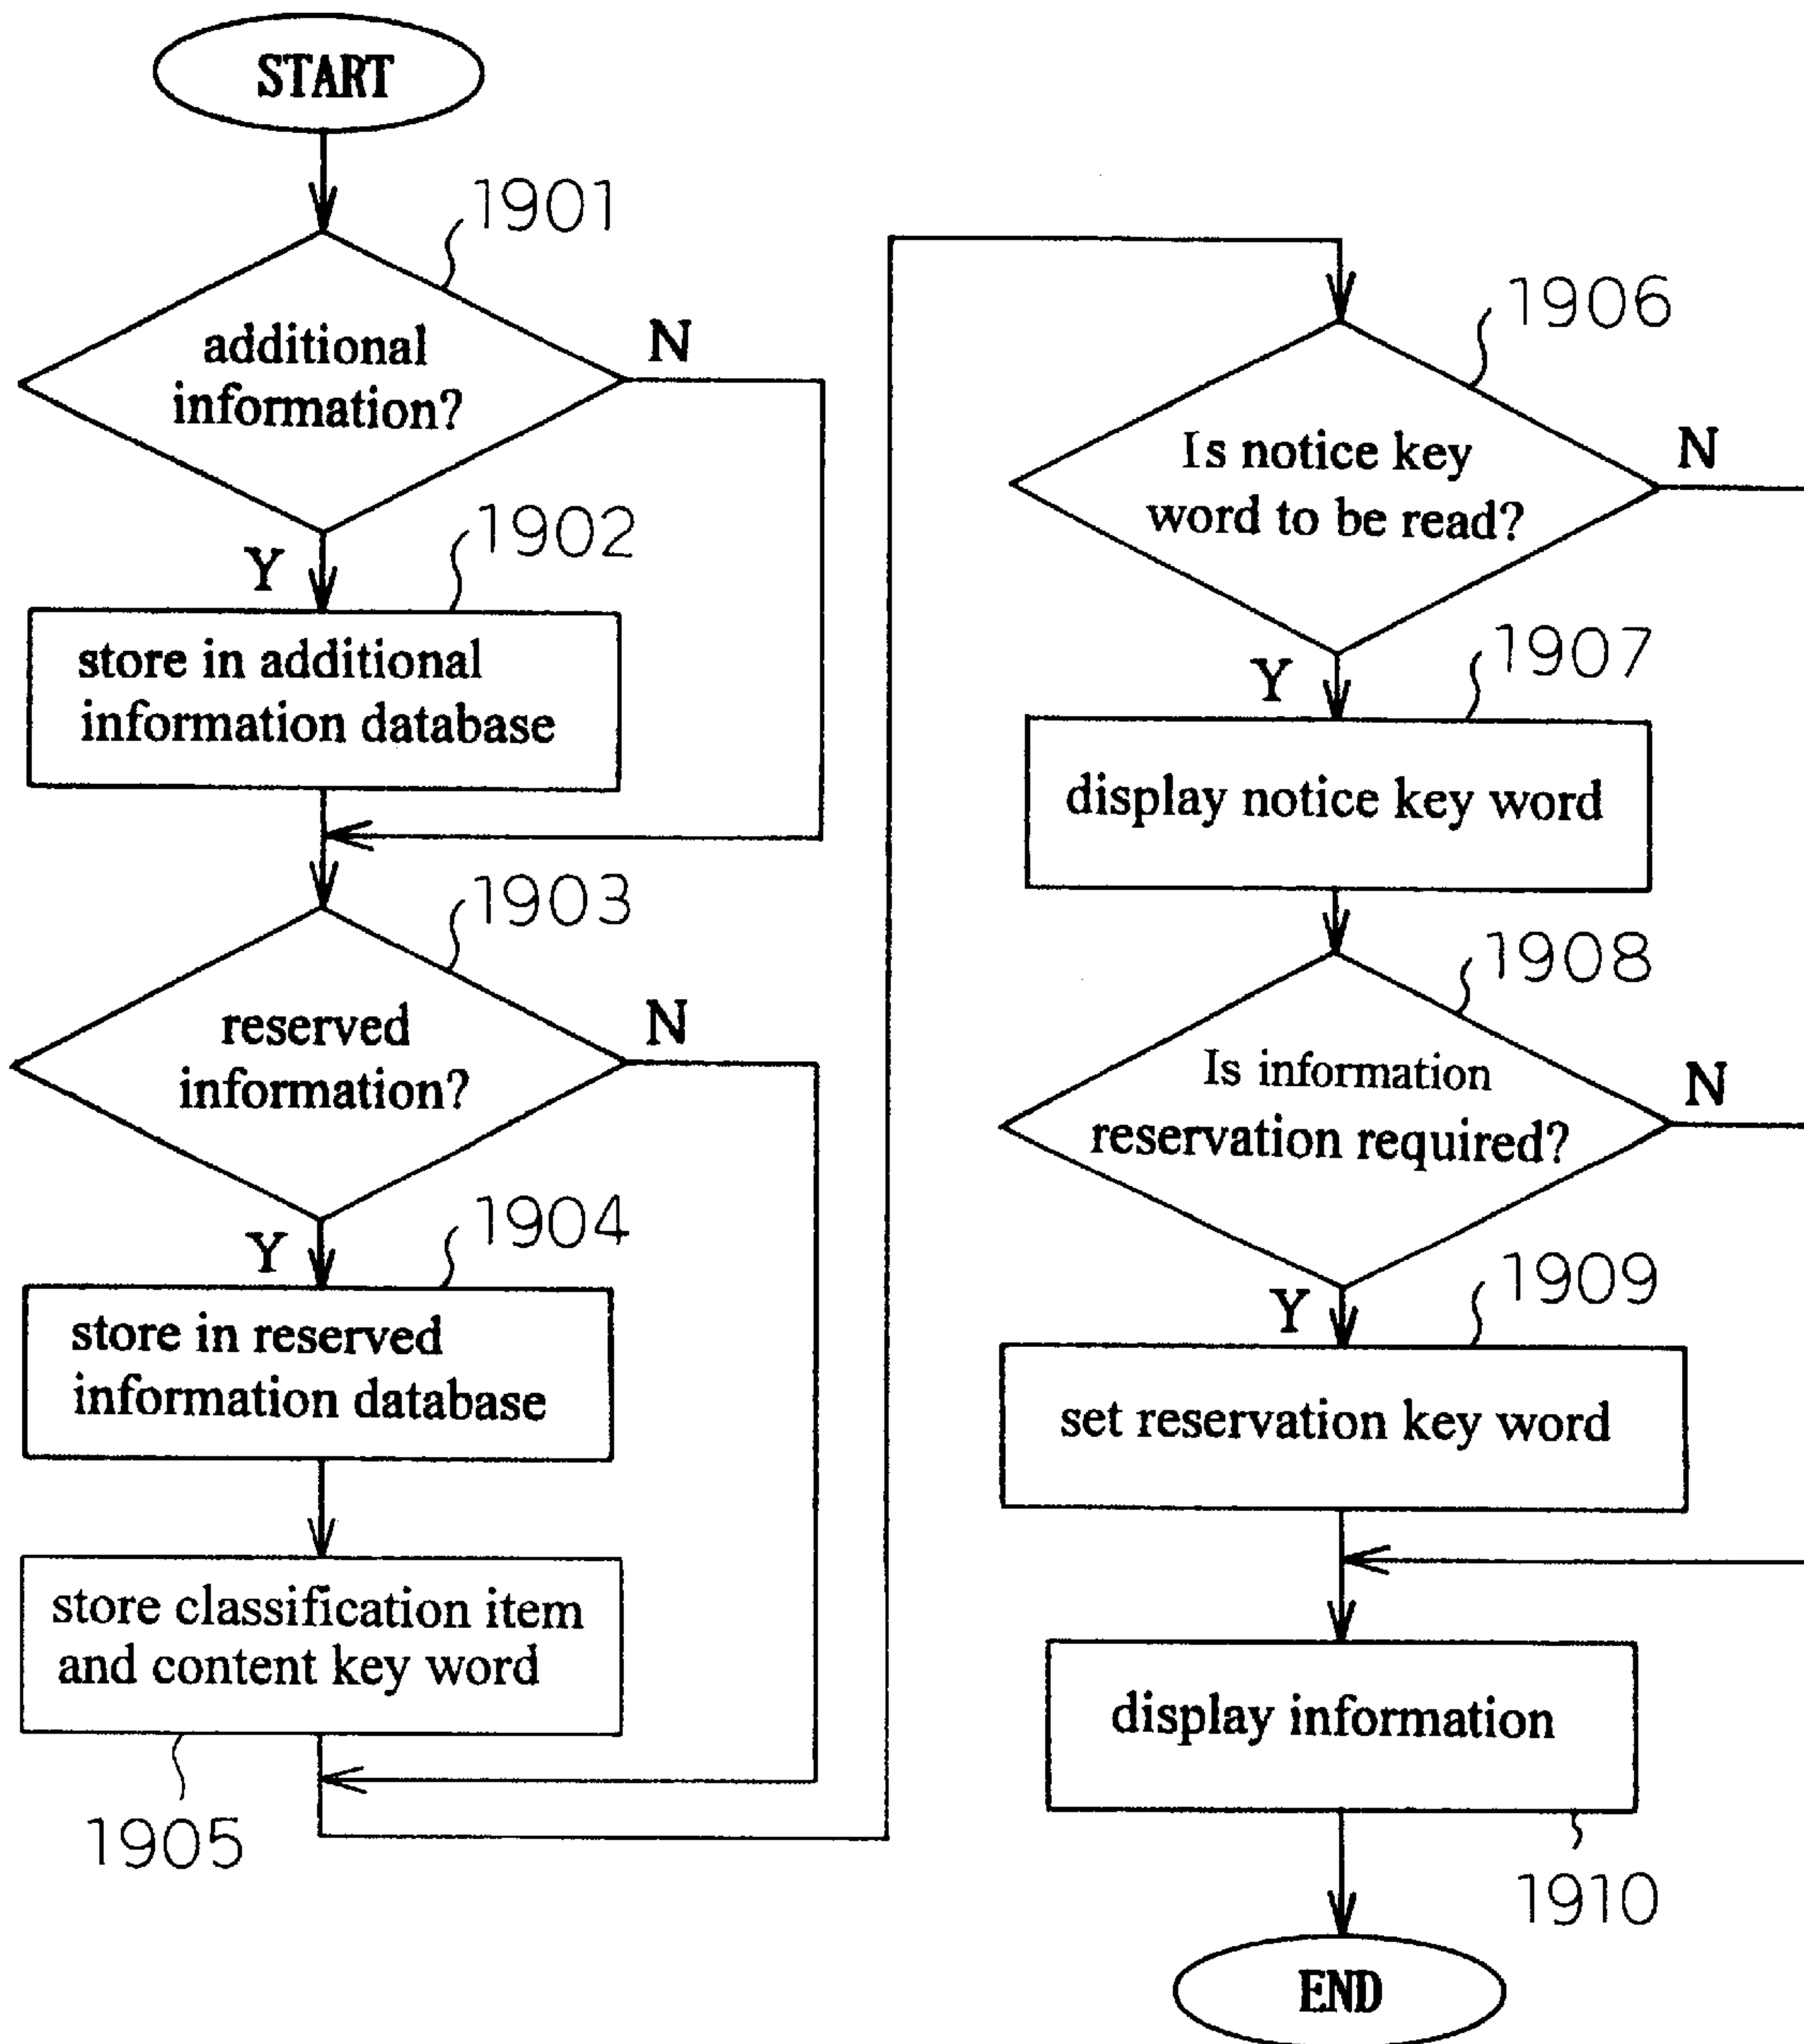 START
1901
additional
information?
N
Y
1902
store in additional
information database
1903
reserved
information?
N
Y
1904
store in reserved
information database
store classification item
and content key word
1905
1906
Is notice key
word to be read?
N
Y
1907
display notice key word
1908
Is information
reservation required?
N
Y
1909
set reservation key word
display information
1910
END